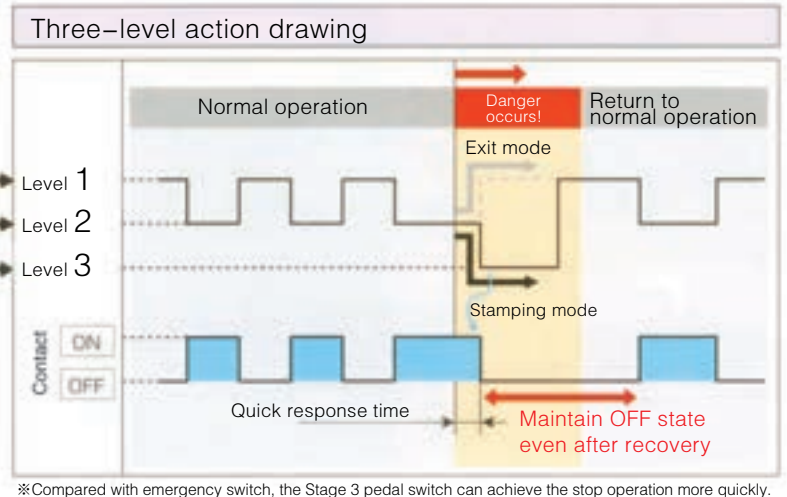 Three-level action drawing
Normal operation
Danger
occurs!
Return to
normal operation
Exit mode
Level 1
Level 2
Level 3
Stamping mode
Contact
ON
OFF
Quick response time
Maintain OFF state
even after recovery
※Compared with emergency switch, the Stage 3 pedal switch can achieve the stop operation more quickly.